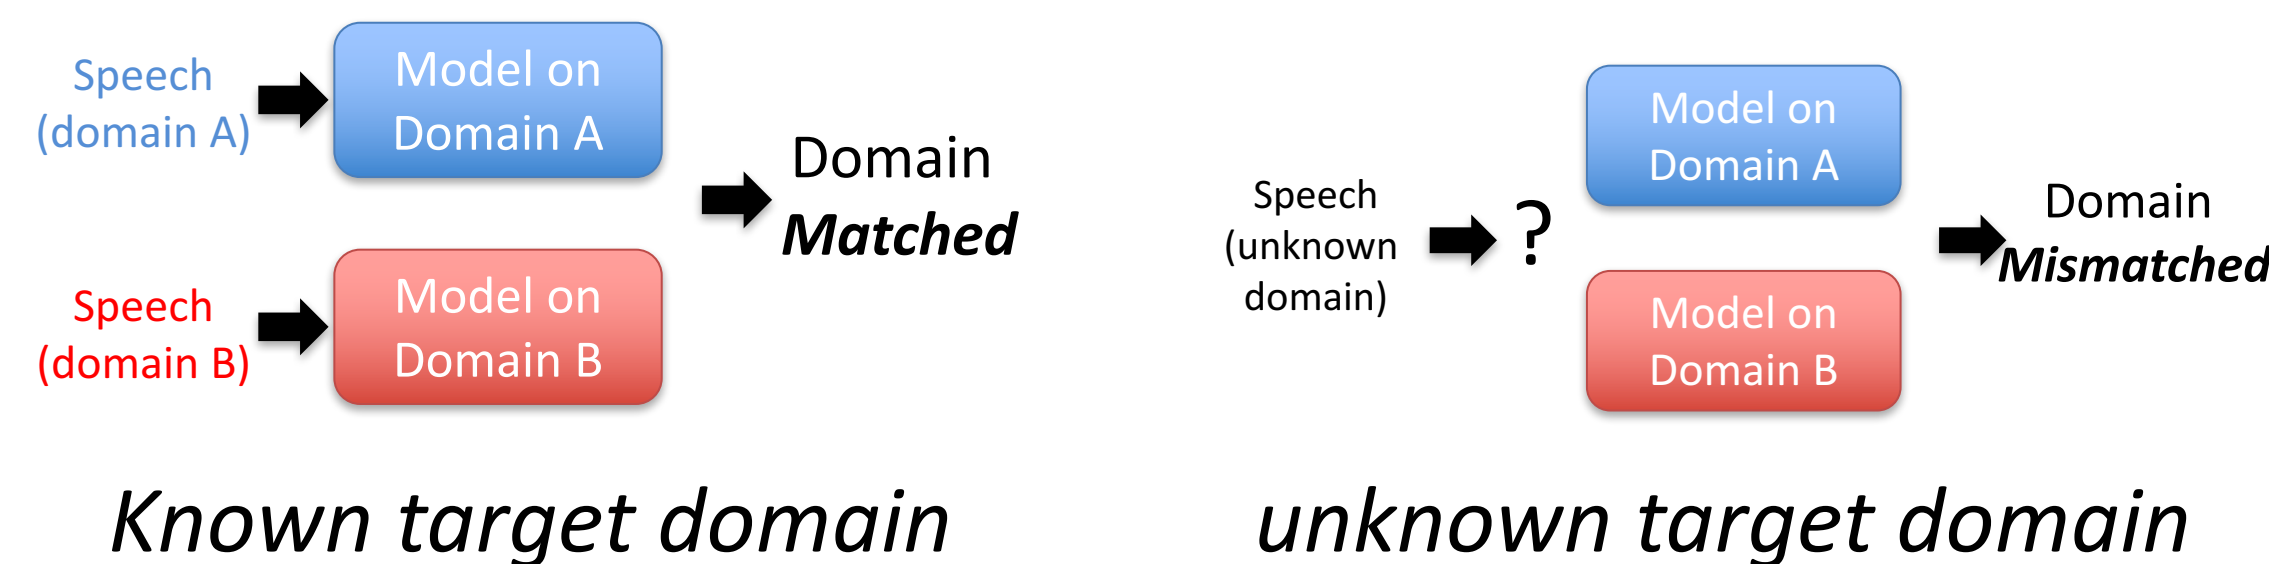 Speech
(domain A)
Model on
Domain A
Speech
(domain B)
Model on
Domain B
Domain
Matched
Known target domain
Speech
(unknown
domain)
?
Model on
Domain A
Model on
Domain B
Domain
Mismatched
unknown target domain